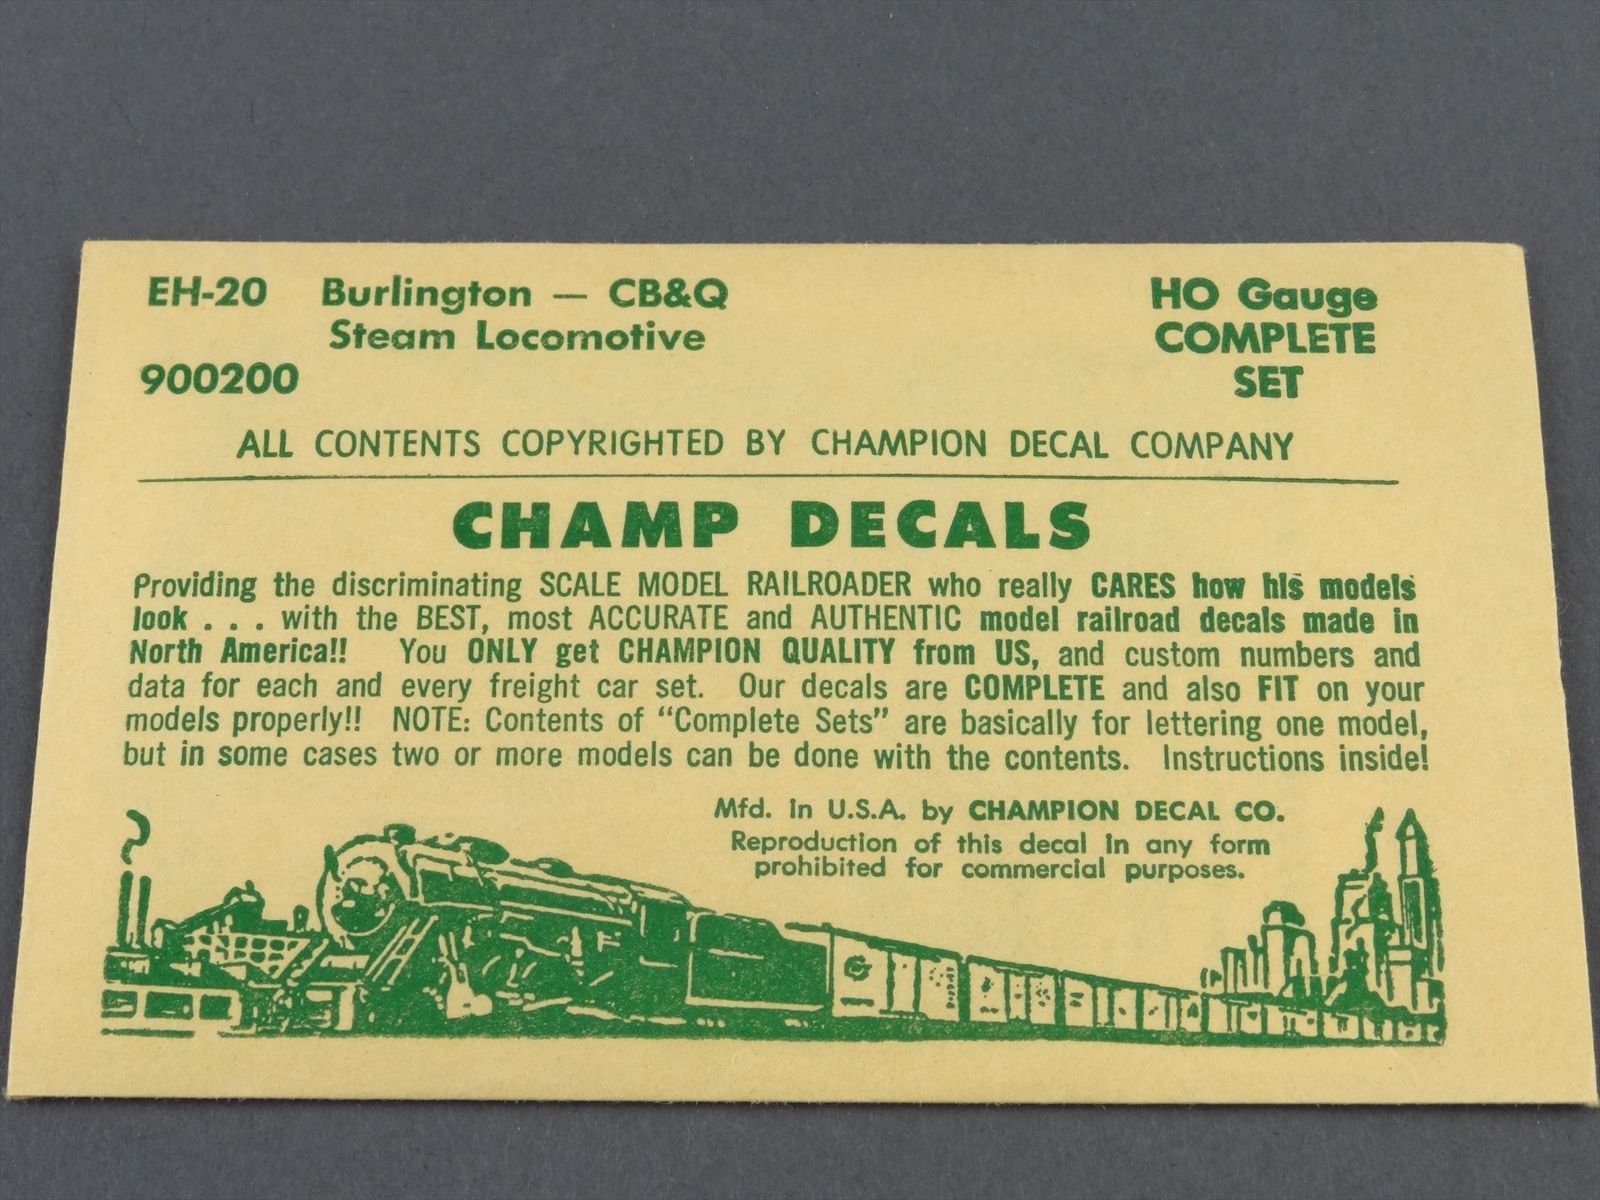 EH-20 Burlington — CB&Q HO Gauge
Steam Locomotive COMPLETE
900200 SET
ALL CONTENTS COPYRIGHTED BY CHAMPION DECAL COMPANY
CHAMP DECALS
Providing the discriminating SCALE MODEL RAILROADER who really CARES how his models
look . . . with the BEST, most ACCURATE and AUTHENTIC model railroad decals made in
North America!! You ONLY get CHAMPION QUALITY from US, and custom numbers and
data for each and every freight car set. Our decals are COMPLETE and also FIT on your
models properly!! NOTE: Contents of “Complete Sets” are basically for lettering one model,
but in some cases two or more models can be done with the contents. Instructions inside!
Mfd. in U.S.A. by CHAMPION DECAL CO.
Reproduction of this decal in any form
prohibited for commercial purposes.